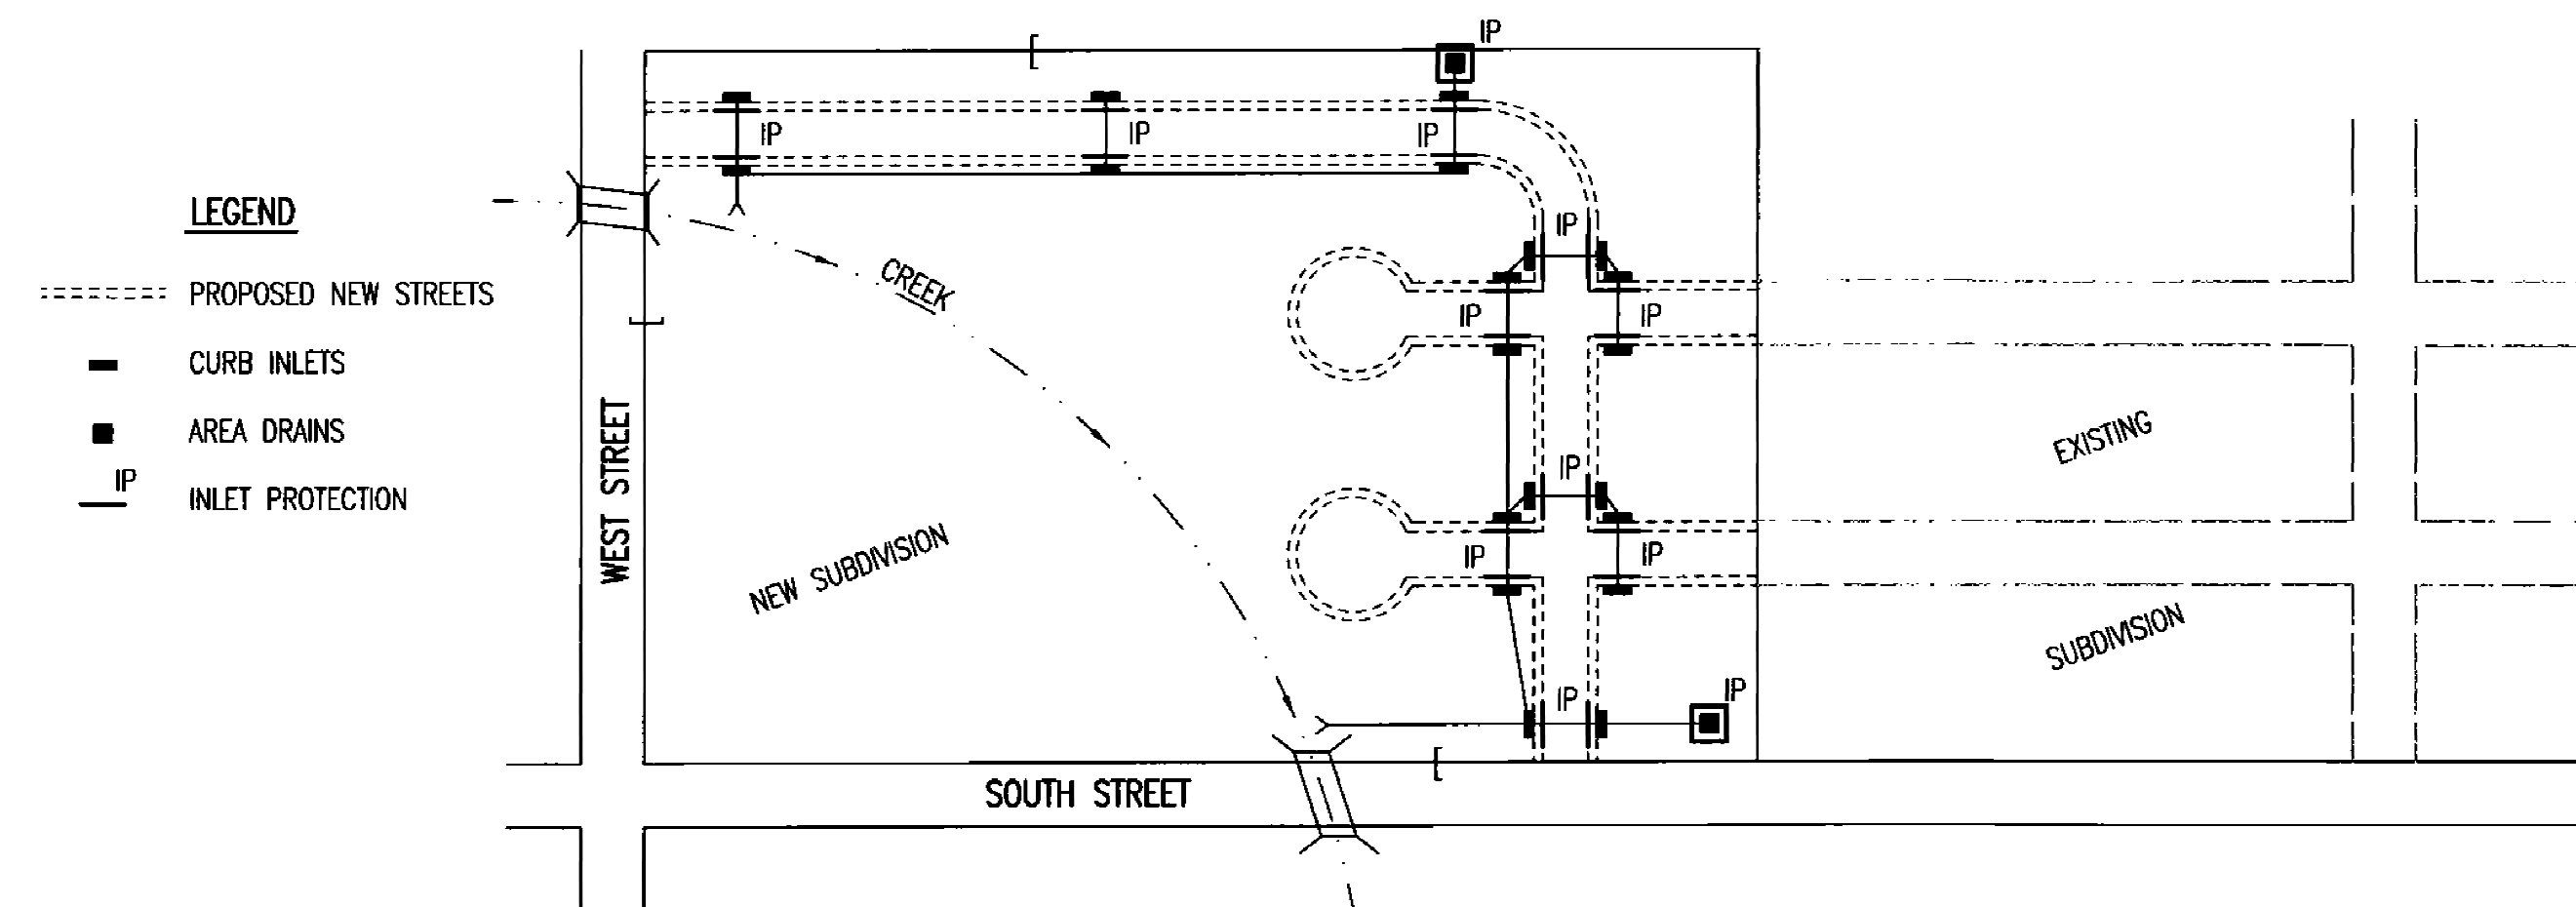 IP
IP
IP
IP
LEGEND
IP
PROPOSED NEW STREETS
CREEK
IP
IP
CURB INLETS
AREA DRAINS
EXISTING
WEST STREET
IP
IP
INLET PROTECTION
NEW SUBDIVISION
IP
IP
SUBDIVISION
IP
IP
SOUTH STREET